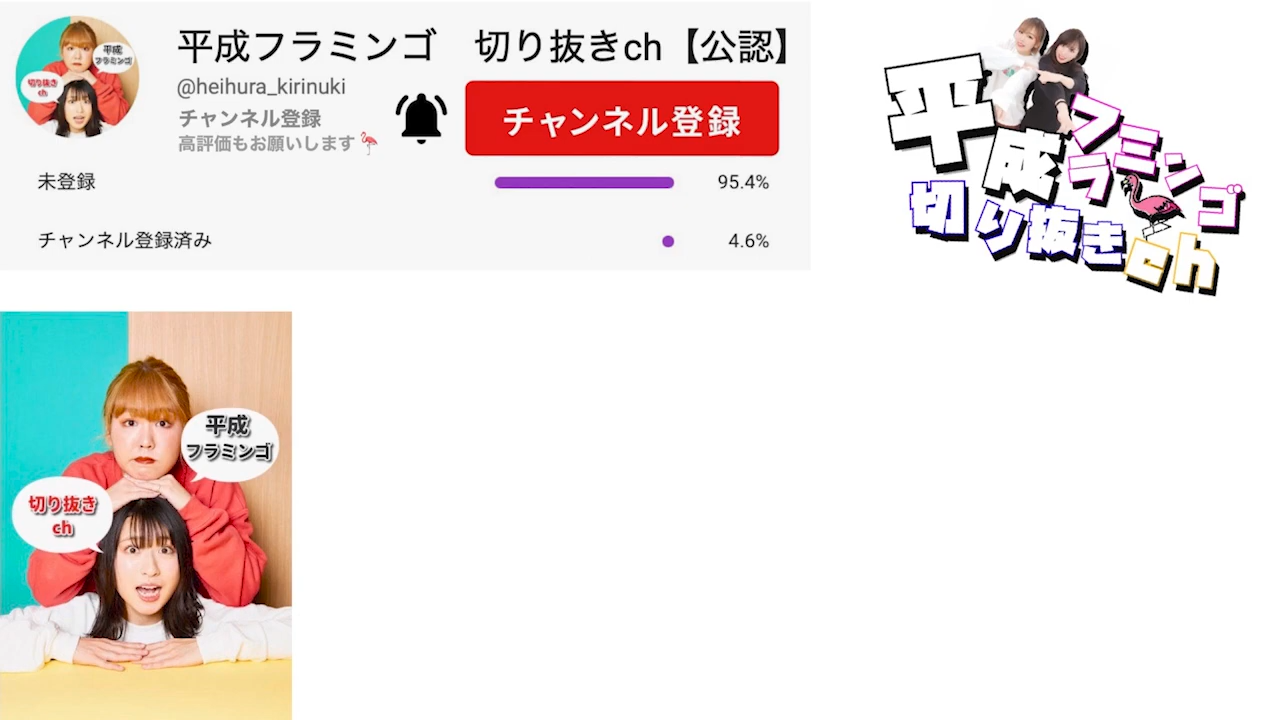 平成フラミンゴ 切り抜きch【公認】
@heihura_kirinuki
チャンネル登録
高評価もお願いします
チャンネル登録
未登録 95.4%
チャンネル登録済み 4.6%
平成
フラミンゴ
切り抜き
ch
平成フラミンゴ
切り抜きch
平成
フラミンゴ
切り抜き
ch